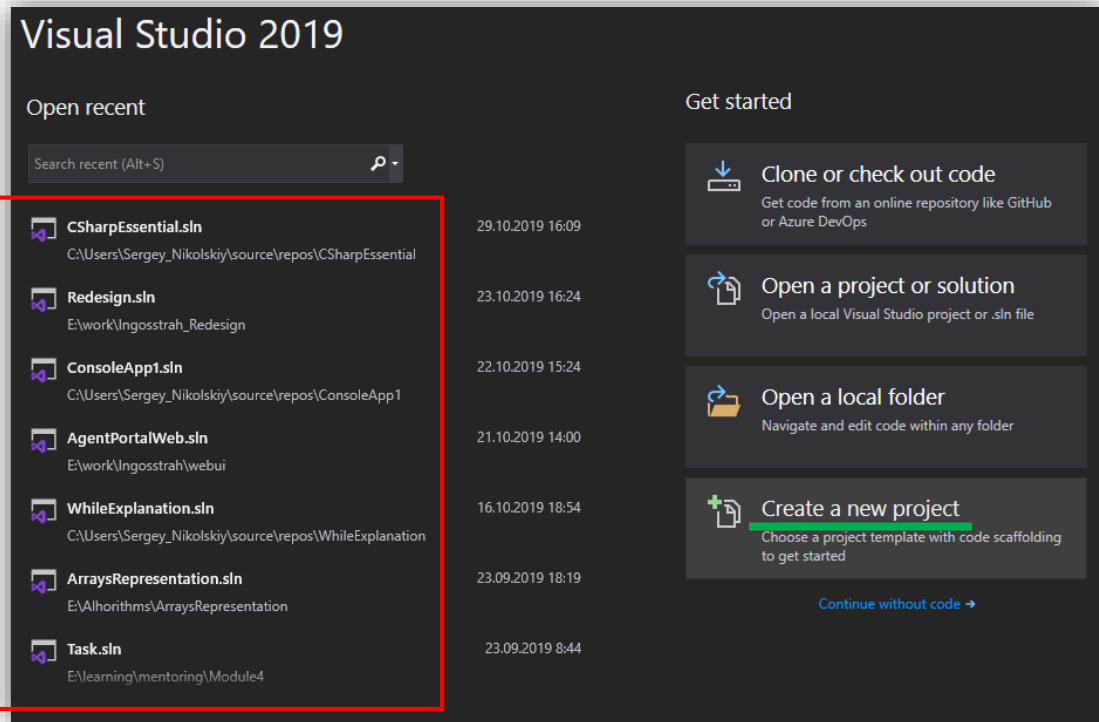 Visual Studio 2019
Open recent
Search recent (Alt+S)
CSharpEssential.sln
29.10.2019 16:09
C:\Users\Sergey_Nikolskiy\source\repos\CSharpEssential
Redesign.sln
23.10.2019 16:24
E:\work\Ingosstrah_Redesign
ConsoleApp1.sln
22.10.2019 15:24
C:\Users\Sergey_Nikolskiy\source\repos\ConsoleApp1
AgentPortalWeb.sln
21.10.2019 14:00
E:\work\Ingosstrah\webui
WhileExplanation.sln
16.10.2019 18:54
C:\Users\Sergey_Nikolskiy\source\repos\WhileExplanation
ArraysRepresentation.sln
23.09.2019 18:19
E:\Alhorithms\ArraysRepresentation
Task.sln
23.09.2019 8:44
E:\learning\mentoring\Module4
Get started
Clone or check out code
Get code from an online repository like GitHub
or Azure DevOps
Open a project or solution
Open a local Visual Studio project or .sln file
Open a local folder
Navigate and edit code within any folder
Create a new project
Choose a project template with code scaffolding
to get started
Continue without code →